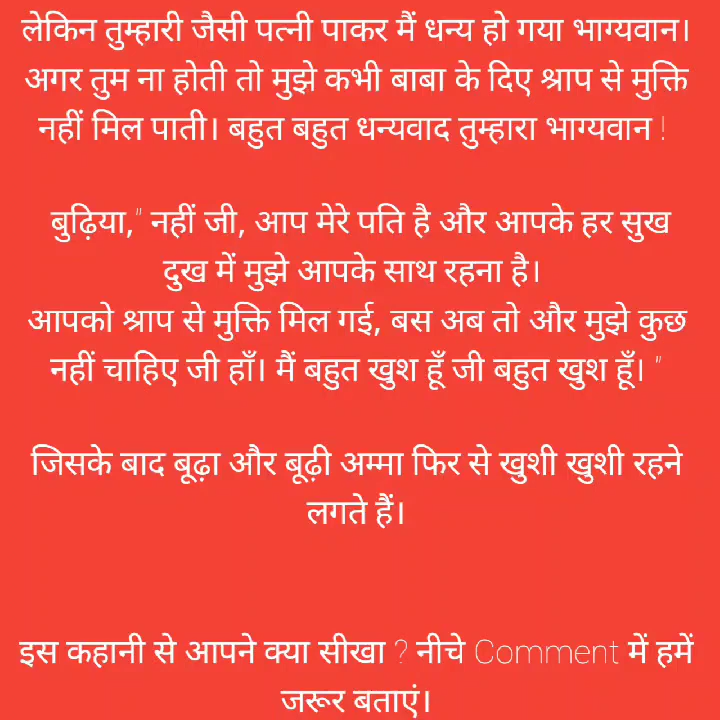 लेकिन तुम्हारी जैसी पत्नी पाकर मैं धन्य हो गया भाग्यवान।
अगर तुम ना होती तो मुझे कभी बाबा के दिए श्राप से मुक्ति
नहीं मिल पाती। बहुत बहुत धन्यवाद तुम्हारा भाग्यवान !
बुढ़िया," नहीं जी, आप मेरे पति है और आपके हर सुख
दुख में मुझे आपके साथ रहना है।
आपको श्राप से मुक्ति मिल गई, बस अब तो और मुझे कुछ
नहीं चाहिए जी हाँ। मैं बहुत खुश हूँ जी बहुत खुश हूँ। "
जिसके बाद बूढ़ा और बूढ़ी अम्मा फिर से खुशी खुशी रहने
लगते हैं।
इस कहानी से आपने क्या सीखा ? नीचे Comment में हमें
जरूर बताएं।